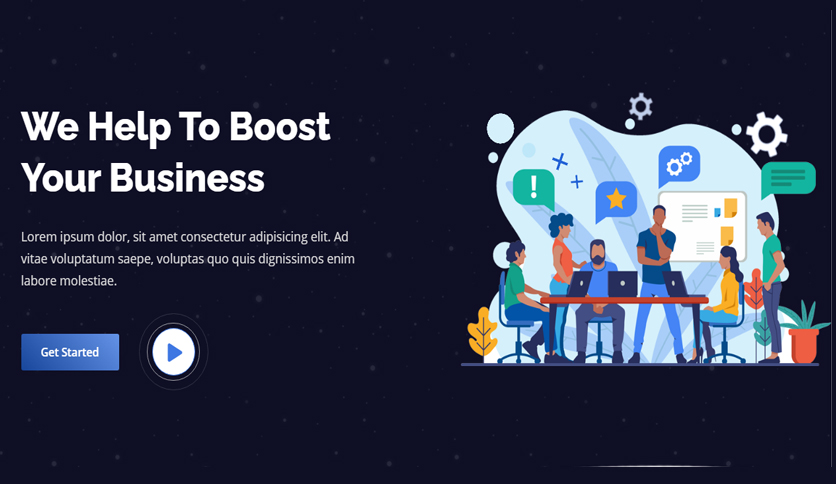 We Help To Boost
Your Business
Lorem ipsum dolor, sit amet consectetur adipisicing elit. Ad
vitae voluptatum saepe, voluptas quo quis dignissimos enim
labore molestiae.
Get Started